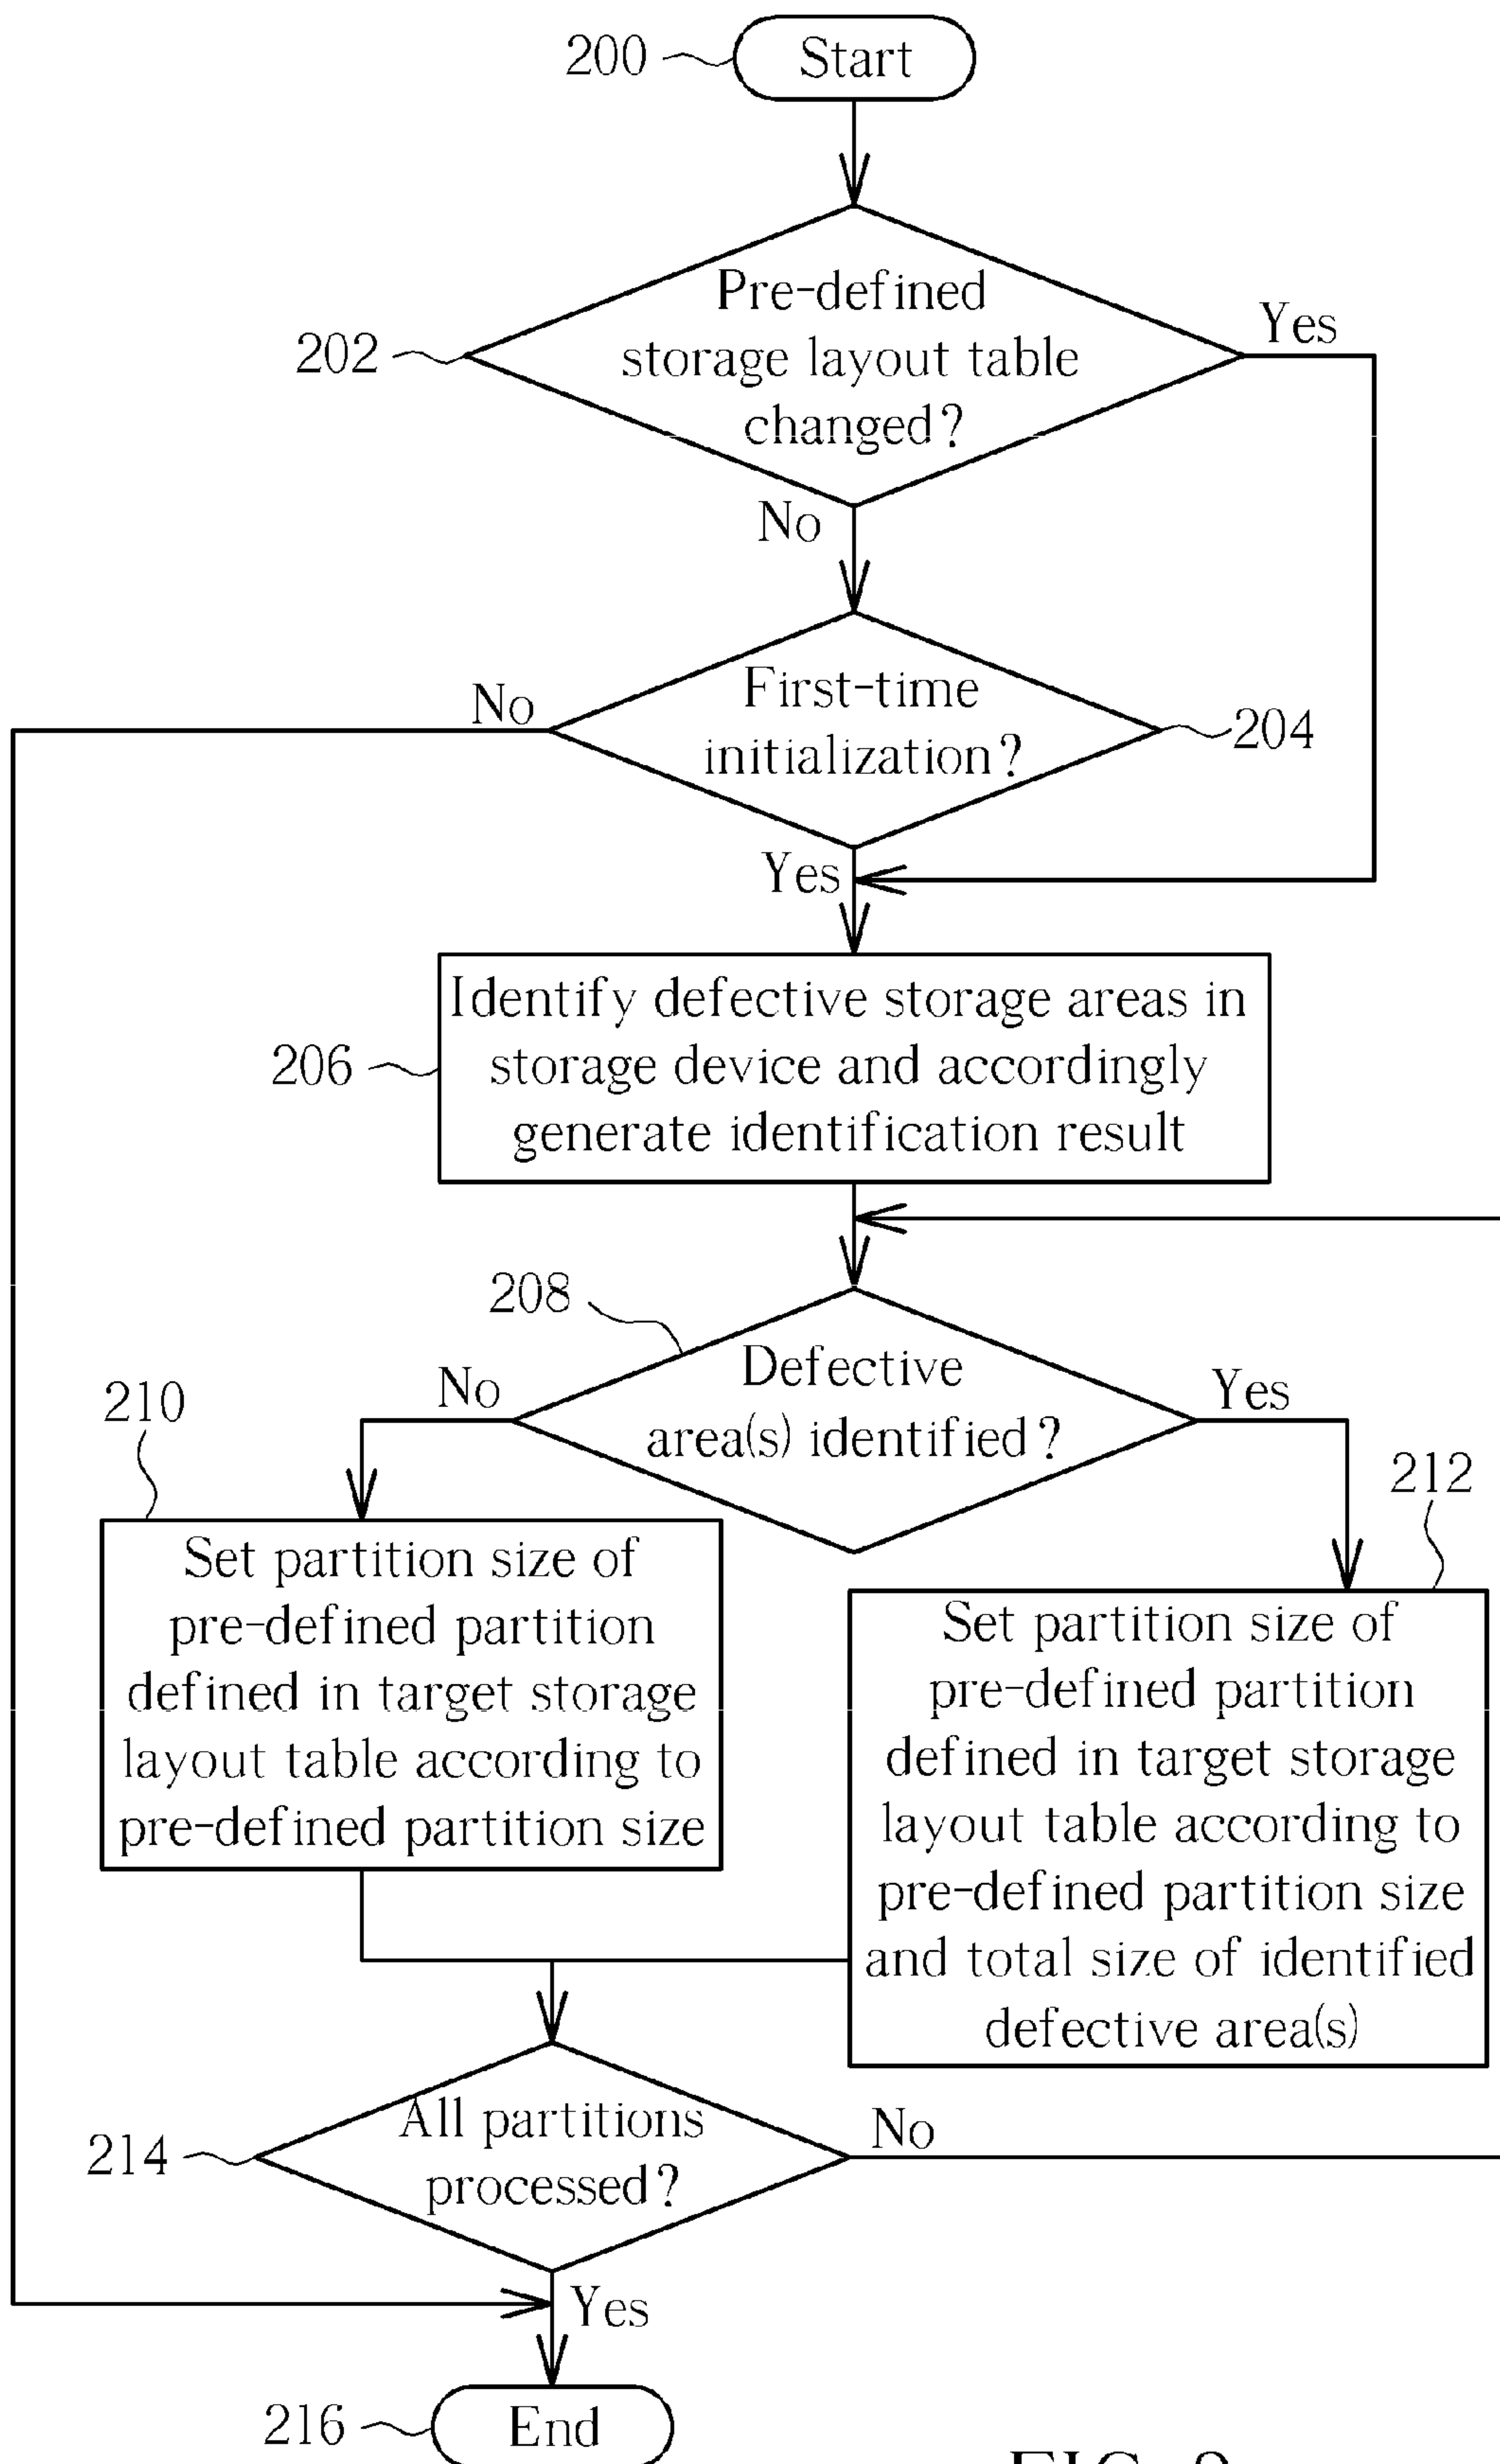 200
Start
202
Pre-defined
storage layout table
changed?
Yes
No
First-time
initialization?
204
No
Yes
206
Identify defective storage areas in
storage device and accordingly
generate identification result
208
Defective
area(s) identified?
No
Yes
210
Set partition size of
pre-defined partition
defined in target storage
layout table according to
pre-defined partition size
212
Set partition size of
pre-defined partition
defined in target storage
layout table according to
pre-defined partition size
and total size of identified
defective area(s)
214
All partitions
processed?
No
Yes
216
End